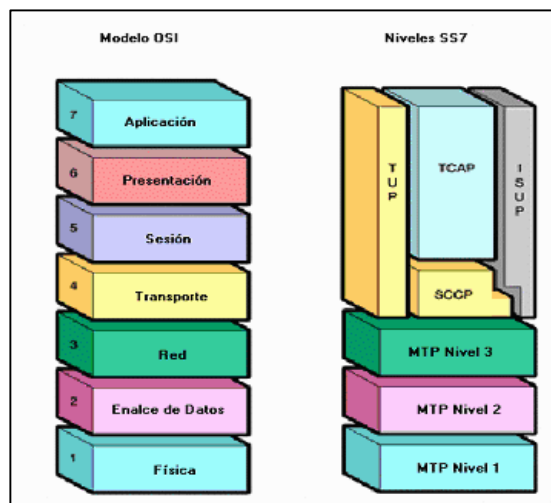 Modelo OSI
Niveles SS7
7
Aplicación
6
Presentación
5
Sesión
4
Transporte
3
Red
2
Enalce de Datos
1
Física
TUP
TCAP
ISUP
SCCP
MTP Nivel 3
MTP Nivel 2
MTP Nivel 1